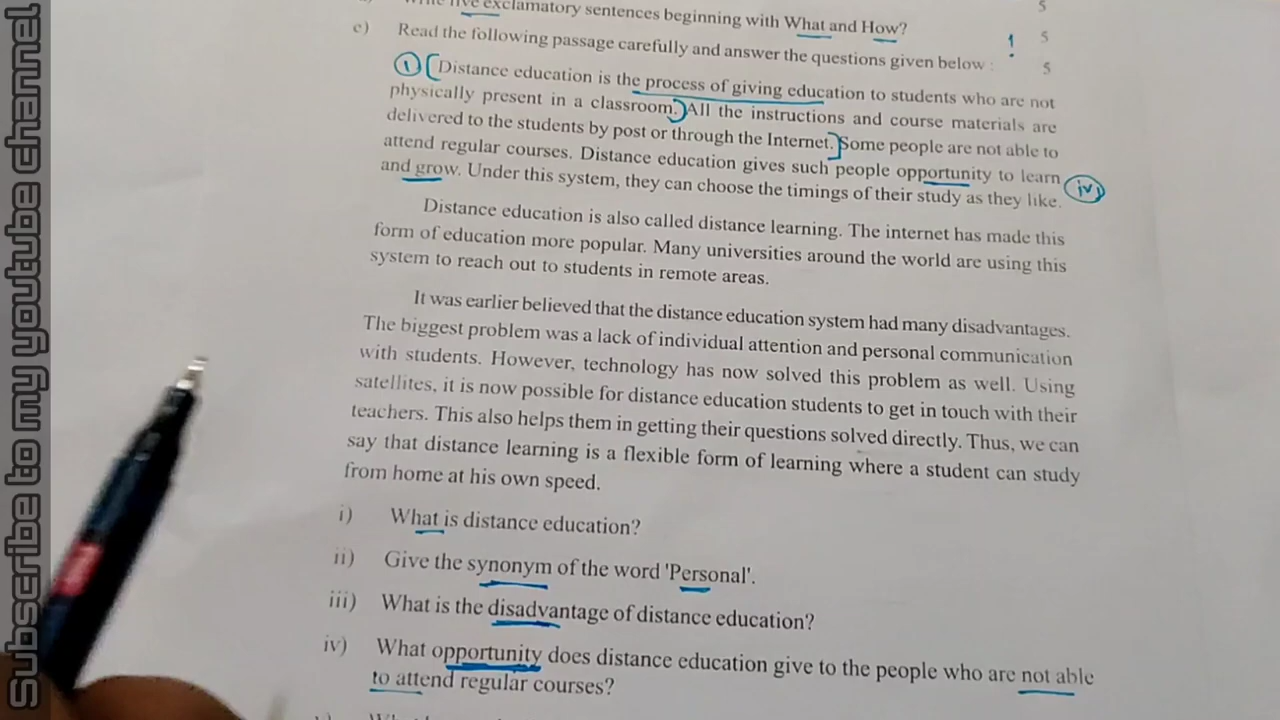 Write five exclamatory sentences beginning with What and How?
5
! 5
e) Read the following passage carefully and answer the questions given below :
5
(1) [Distance education is the process of giving education to students who are not
physically present in a classroom.] All the instructions and course materials are
delivered to the students by post or through the Internet.] Some people are not able to
attend regular courses. Distance education gives such people opportunity to learn
and grow. Under this system, they can choose the timings of their study as they like.
iv)
Distance education is also called distance learning. The internet has made this
form of education more popular. Many universities around the world are using this
system to reach out to students in remote areas.
It was earlier believed that the distance education system had many disadvantages.
The biggest problem was a lack of individual attention and personal communication
with students. However, technology has now solved this problem as well. Using
satellites, it is now possible for distance education students to get in touch with their
teachers. This also helps them in getting their questions solved directly. Thus, we can
say that distance learning is a flexible form of learning where a student can study
from home at his own speed.
i) What is distance education?
ii) Give the synonym of the word 'Personal'.
iii) What is the disadvantage of distance education?
iv) What opportunity does distance education give to the people who are not able
to attend regular courses?
Subscribe to my youtube channel